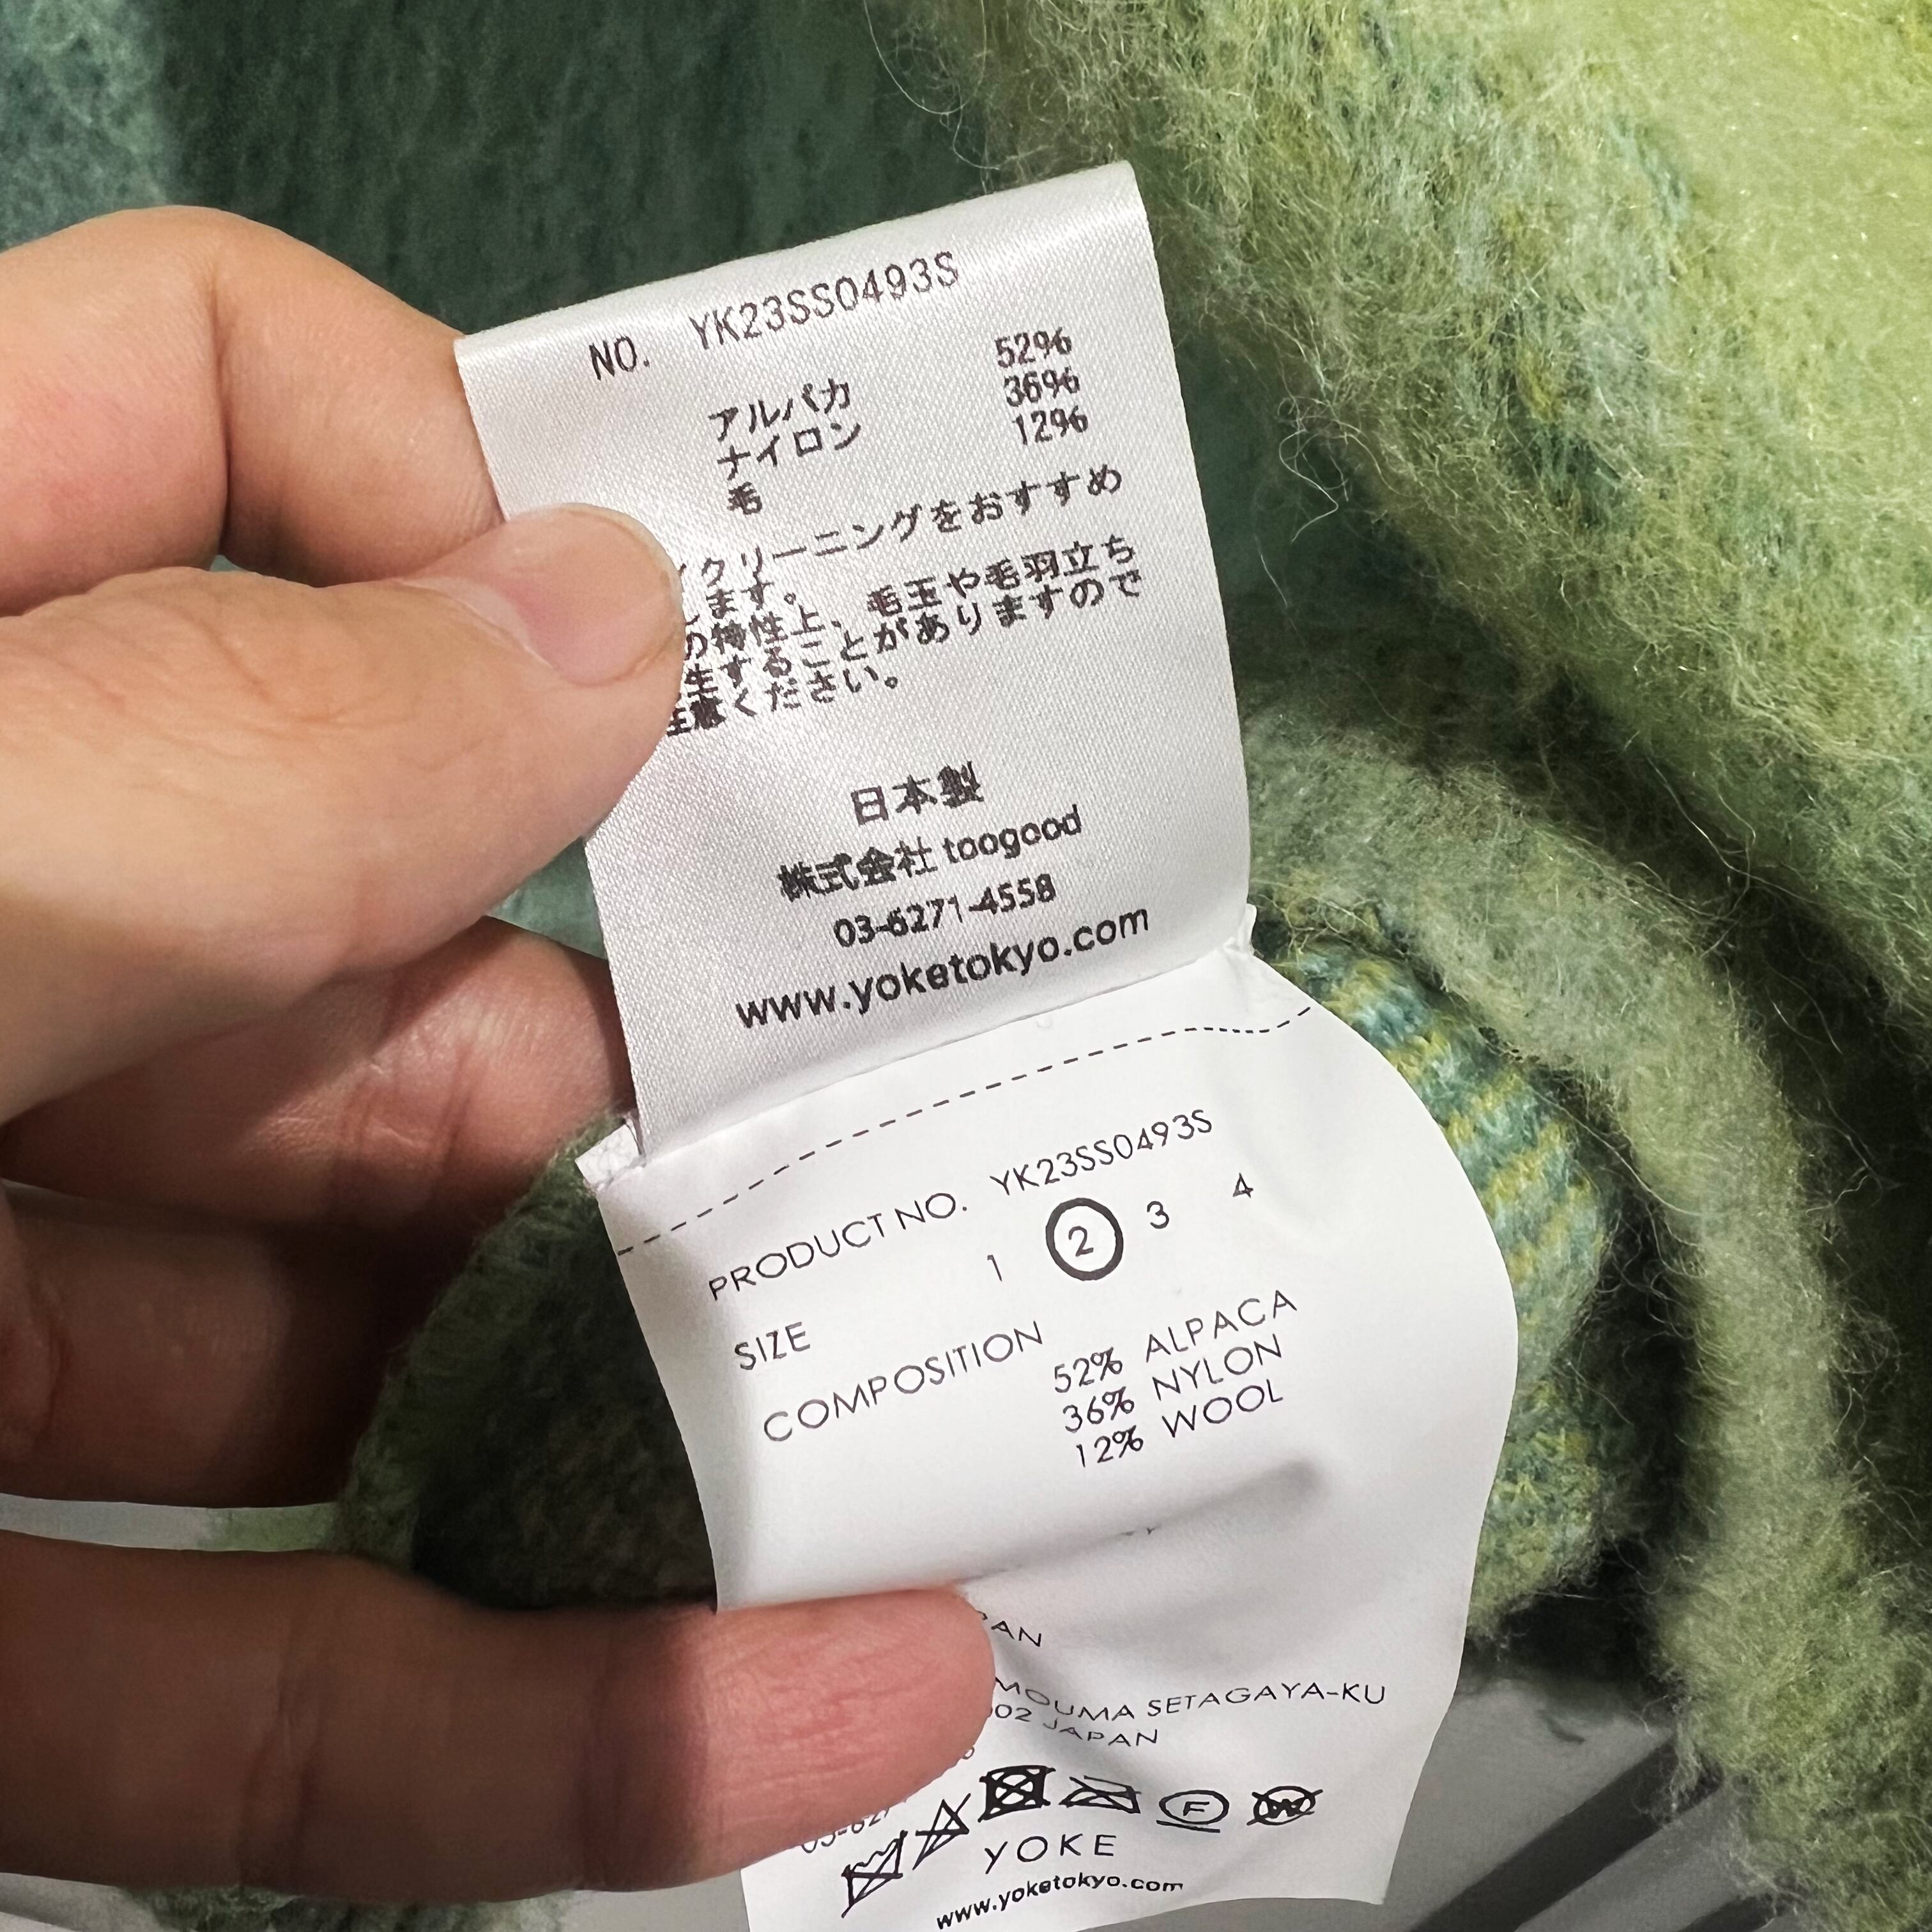 NO. YK23SS0493S
アルパカ 52%
ナイロン 36%
毛 12%
クリーニングをおすすめ
します。
の特性上、毛玉や毛羽立ち
生することがありますので
注意ください。
日本製
株式会社 toogood
03-6271-4558
www.yoketokyo.com
PRODUCT NO. YK23SS0493S
SIZE 1 2 3 4
COMPOSITION 52% ALPACA
36% NYLON
12% WOOL
PAN
MOUMA SETAGAYA-KU
002 JAPAN
F W
YOKE
www.yoketokyo.com